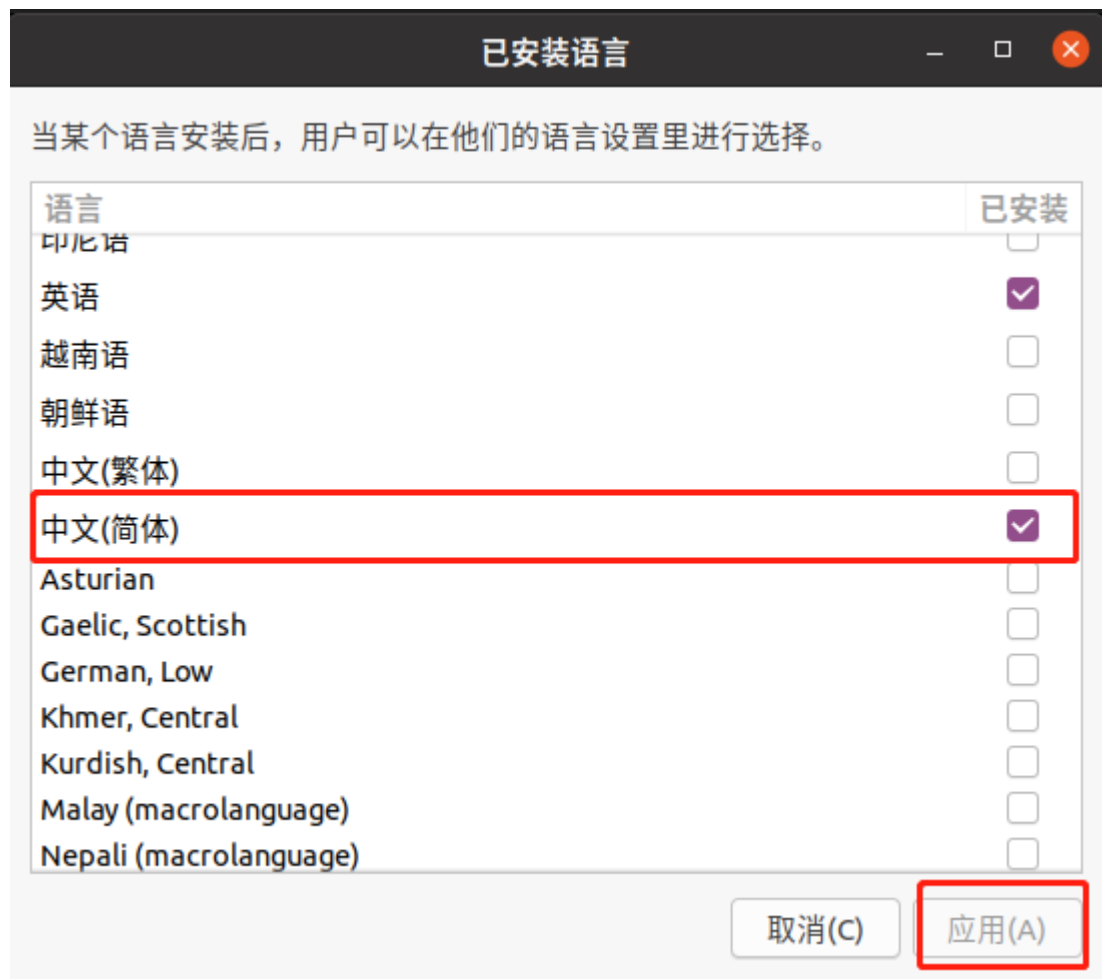 已安装语言
当某个语言安装后，用户可以在他们的语言设置里进行选择。
语言 已安装
印尼语
英语
越南语
朝鲜语
中文(繁体)
中文(简体)
Asturian
Gaelic, Scottish
German, Low
Khmer, Central
Kurdish, Central
Malay (macrolanguage)
Nepali (macrolanguage)
取消(C) 应用(A)